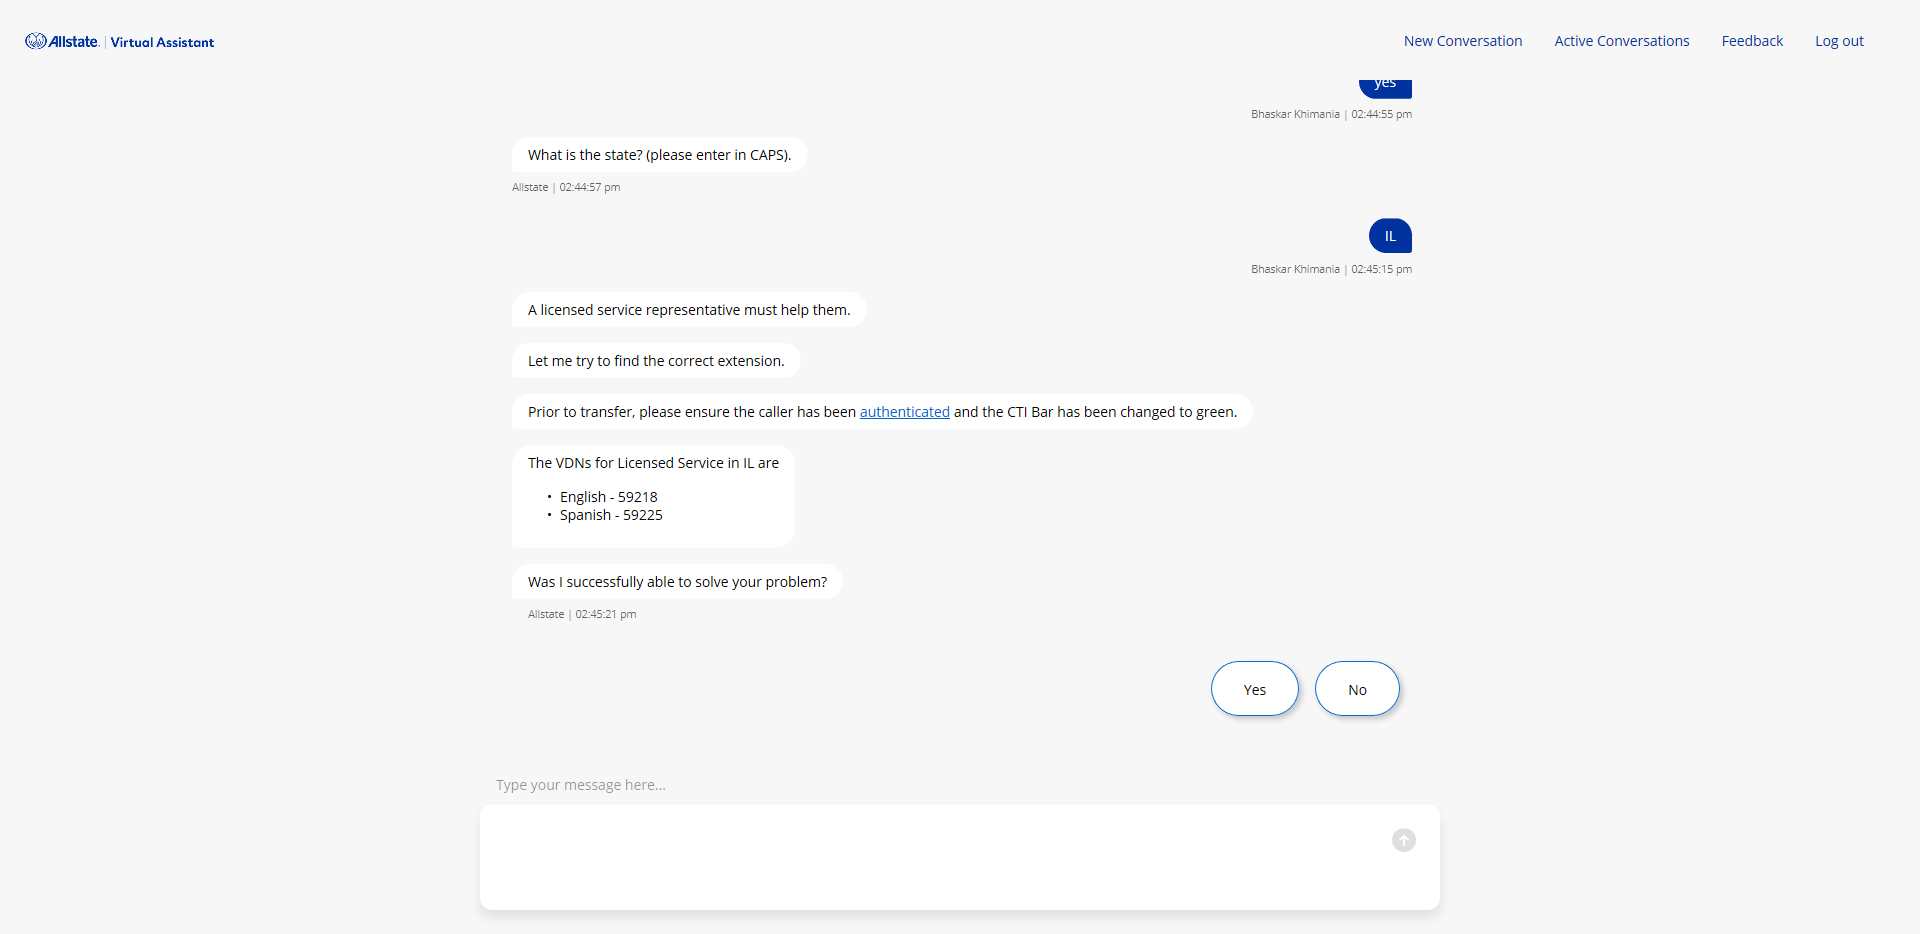 Allstate. | Virtual Assistant
New Conversation Active Conversations Feedback Log out
yes
Bhaskar Khimania | 02:44:55 pm
What is the state? (please enter in CAPS).
Allstate | 02:44:57 pm
IL
Bhaskar Khimania | 02:45:15 pm
A licensed service representative must help them.
Let me try to find the correct extension.
Prior to transfer, please ensure the caller has been authenticated and the CTI Bar has been changed to green.
The VDNs for Licensed Service in IL are
• English - 59218
• Spanish - 59225
Was I successfully able to solve your problem?
Allstate | 02:45:21 pm
Yes No
Type your message here...